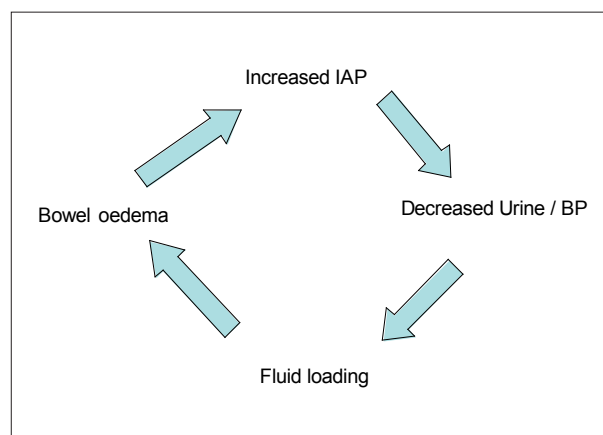 Increased IAP
Decreased Urine / BP
Fluid loading
Bowel oedema